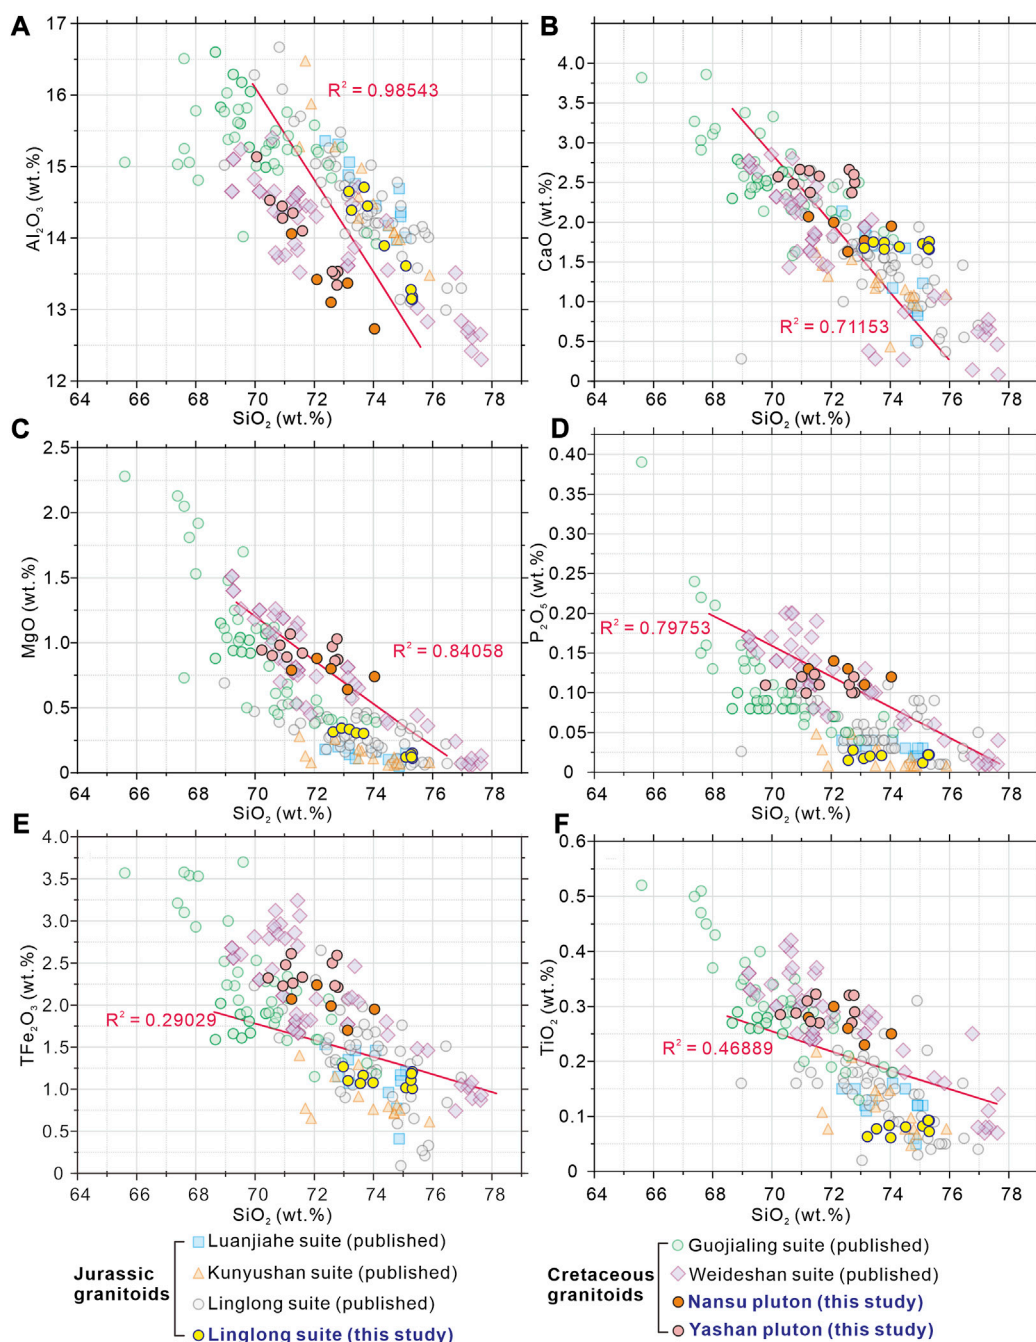 A
17
16
15
14
13
12
Al2O3 (wt.%)
R² = 0.98543
64 66 68 70 72 74 76 78
SiO2 (wt.%)
B
4.0
3.5
3.0
2.5
2.0
1.5
1.0
0.5
0
CaO (wt.%)
R² = 0.71153
64 66 68 70 72 74 76 78
SiO2 (wt.%)
C
2.5
2.0
1.5
1.0
0.5
0
MgO (wt.%)
R² = 0.84058
64 66 68 70 72 74 76 78
SiO2 (wt.%)
D
0.40
0.30
0.20
0.10
0
P2O5 (wt.%)
R² = 0.79753
64 66 68 70 72 74 76 78
SiO2 (wt.%)
E
4.0
3.5
3.0
2.5
2.0
1.5
1.0
0.5
0
TFe2O3 (wt.%)
R² = 0.29029
64 66 68 70 72 74 76 78
SiO2 (wt.%)
F
0.6
0.5
0.4
0.3
0.2
0.1
0
TiO2 (wt.%)
R² = 0.46889
64 66 68 70 72 74 76 78
SiO2 (wt.%)
Jurassic
granitoids
Luanjiahe suite (published)
Kunyushan suite (published)
Linglong suite (published)
Linglong suite (this study)
Cretaceous
granitoids
Guojialing suite (published)
Weideshan suite (published)
Nansu pluton (this study)
Yashan pluton (this study)